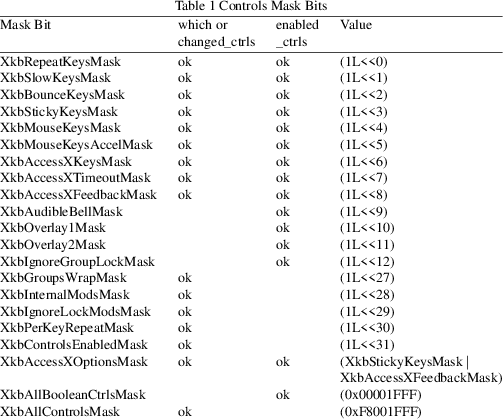 Table 1 Controls Mask Bits
Mask Bit which or changed_ctrls enabled _ctrls Value
XkbRepeatKeysMask ok ok (1L<<0)
XkbSlowKeysMask ok ok (1L<<1)
XkbBounceKeysMask ok ok (1L<<2)
XkbStickyKeysMask ok ok (1L<<3)
XkbMouseKeysMask ok ok (1L<<4)
XkbMouseKeysAccelMask ok ok (1L<<5)
XkbAccessXKeysMask ok ok (1L<<6)
XkbAccessXTimeoutMask ok ok (1L<<7)
XkbAccessXFeedbackMask ok ok (1L<<8)
XkbAudibleBellMask ok (1L<<9)
XkbOverlay1Mask ok (1L<<10)
XkbOverlay2Mask ok (1L<<11)
XkbIgnoreGroupLockMask ok (1L<<12)
XkbGroupsWrapMask ok (1L<<27)
XkbInternalModsMask ok (1L<<28)
XkbIgnoreLockModsMask ok (1L<<29)
XkbPerKeyRepeatMask ok (1L<<30)
XkbControlsEnabledMask ok (1L<<31)
XkbAccessXOptionsMask ok ok (XkbStickyKeysMask |
XkbAccessXFeedbackMask)
XkbAllBooleanCtrlsMask ok (0x00001FFF)
XkbAllControlsMask ok (0xF8001FFF)